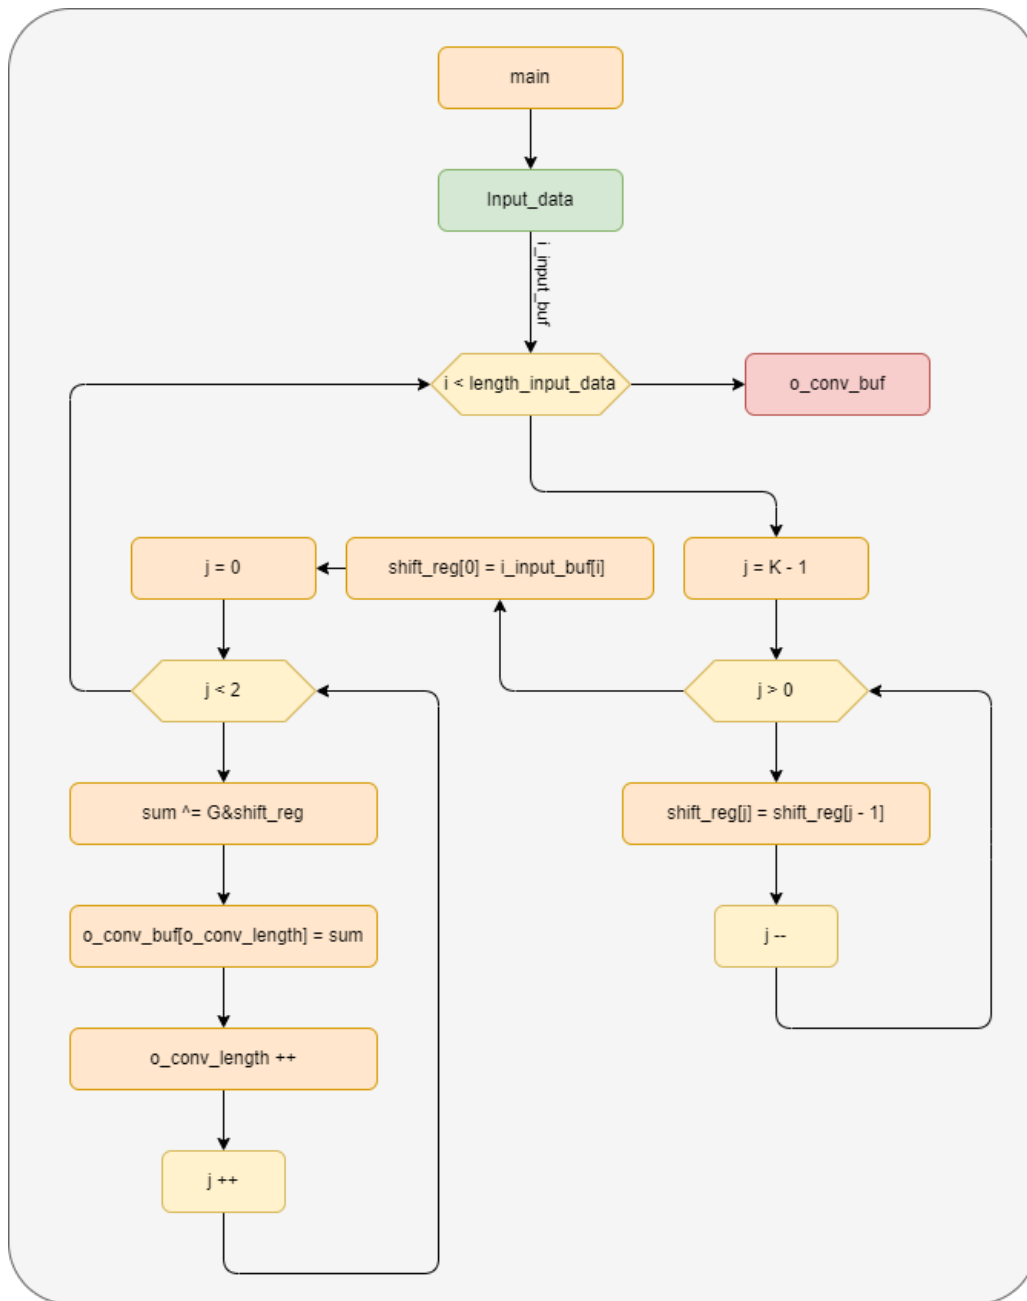 main
Input_data
i_input_buf
i < length_input_data
o_conv_buf
j = 0
shift_reg[0] = i_input_buf[i]
j = K - 1
j < 2
j > 0
sum ^= G&shift_reg
shift_reg[j] = shift_reg[j - 1]
o_conv_buf[o_conv_length] = sum
j --
o_conv_length ++
j ++